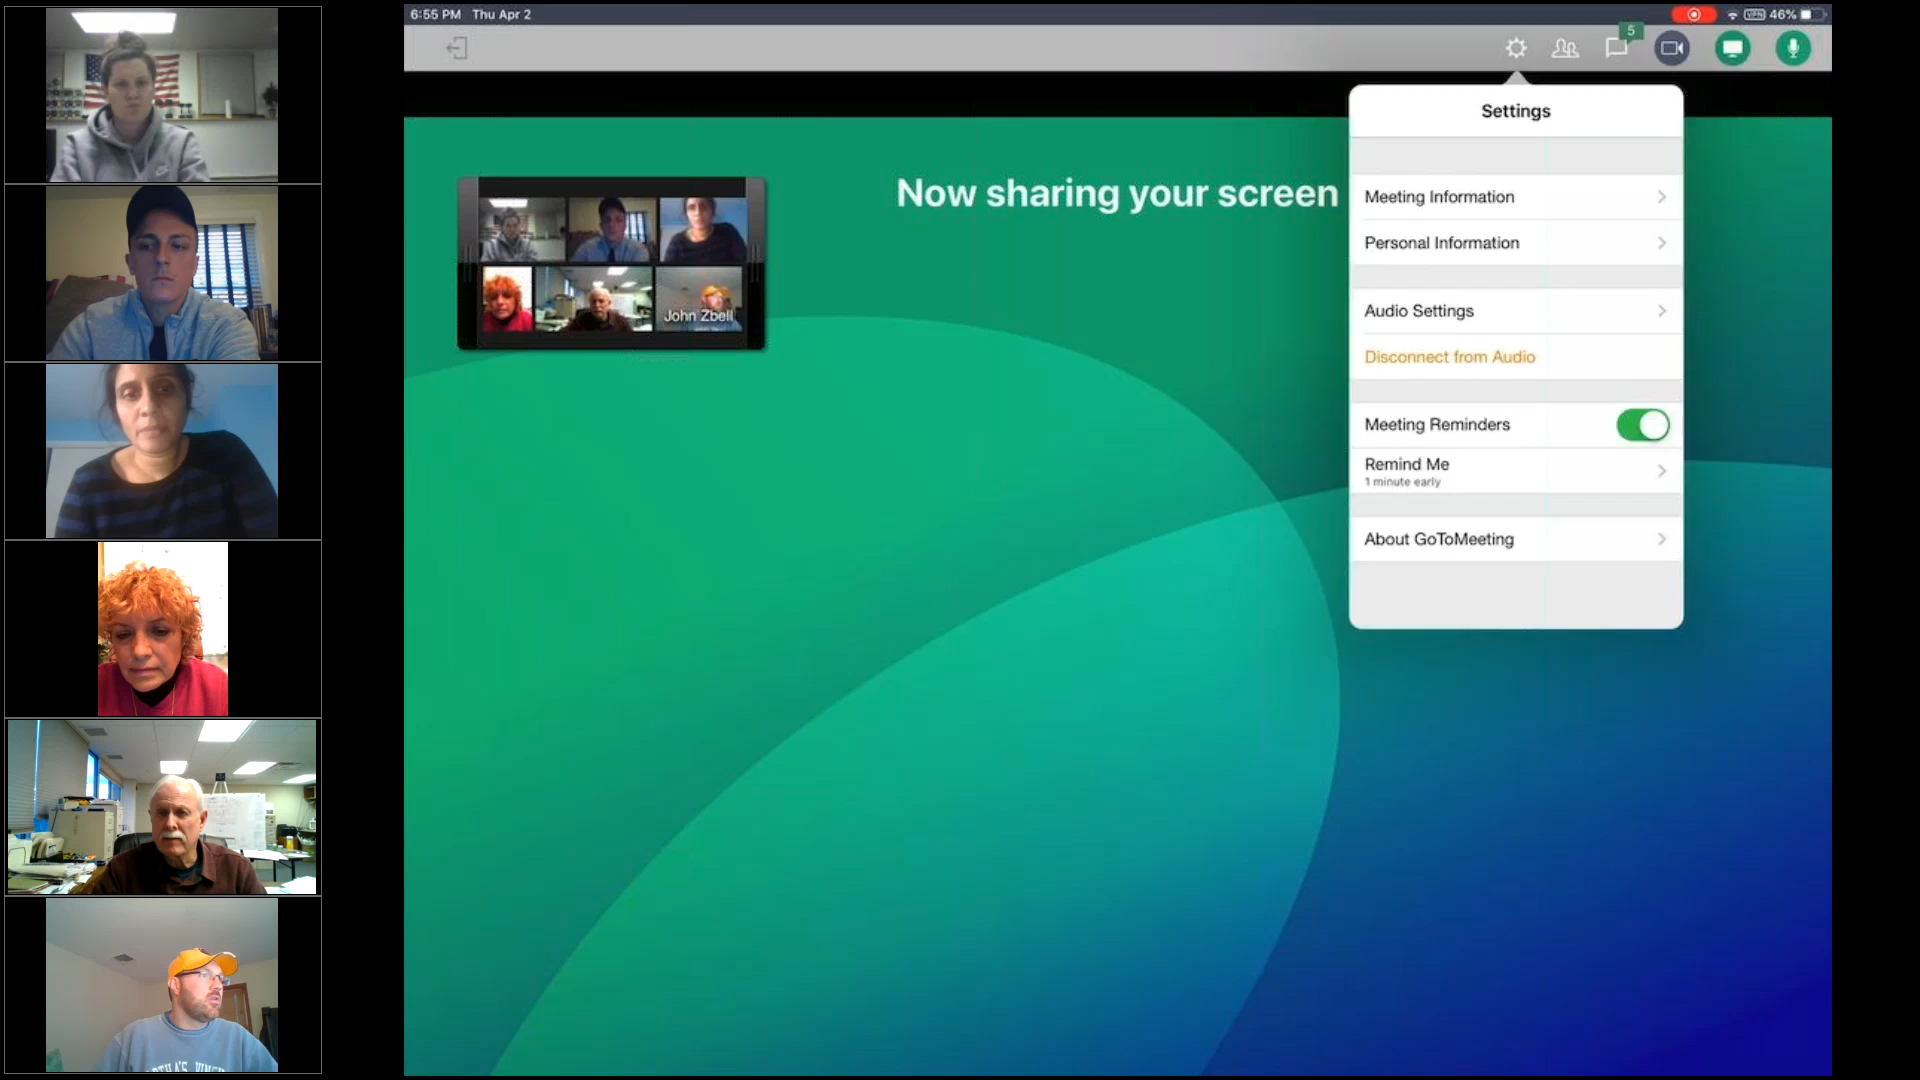 6:55 PM Thu Apr 2
VPN 46%
5
Settings
Now sharing your screen
Meeting Information
Personal Information
Audio Settings
John Zbell
Disconnect from Audio
Meeting Reminders
Remind Me
1 minute early
About GoToMeeting